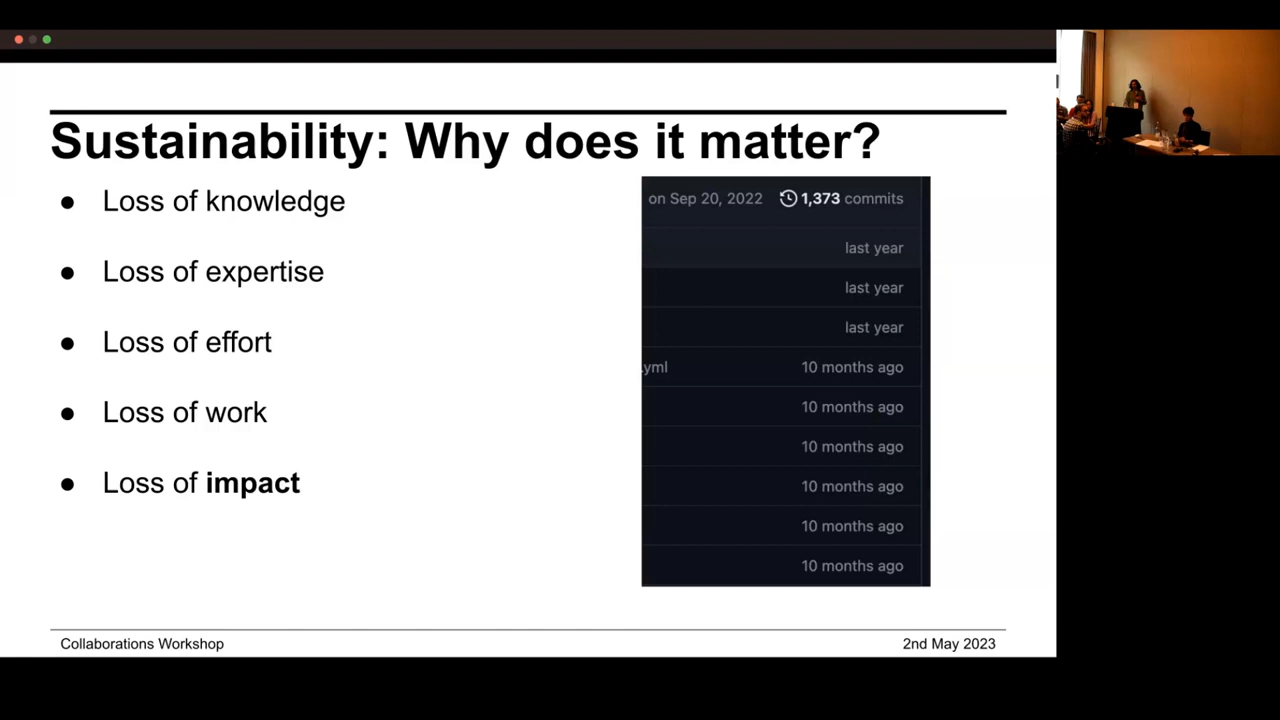 Sustainability: Why does it matter?
● Loss of knowledge
● Loss of expertise
● Loss of effort
● Loss of work
● Loss of impact
on Sep 20, 2022 1,373 commits
last year
last year
last year
.yml 10 months ago
10 months ago
10 months ago
10 months ago
10 months ago
10 months ago
Collaborations Workshop 2nd May 2023